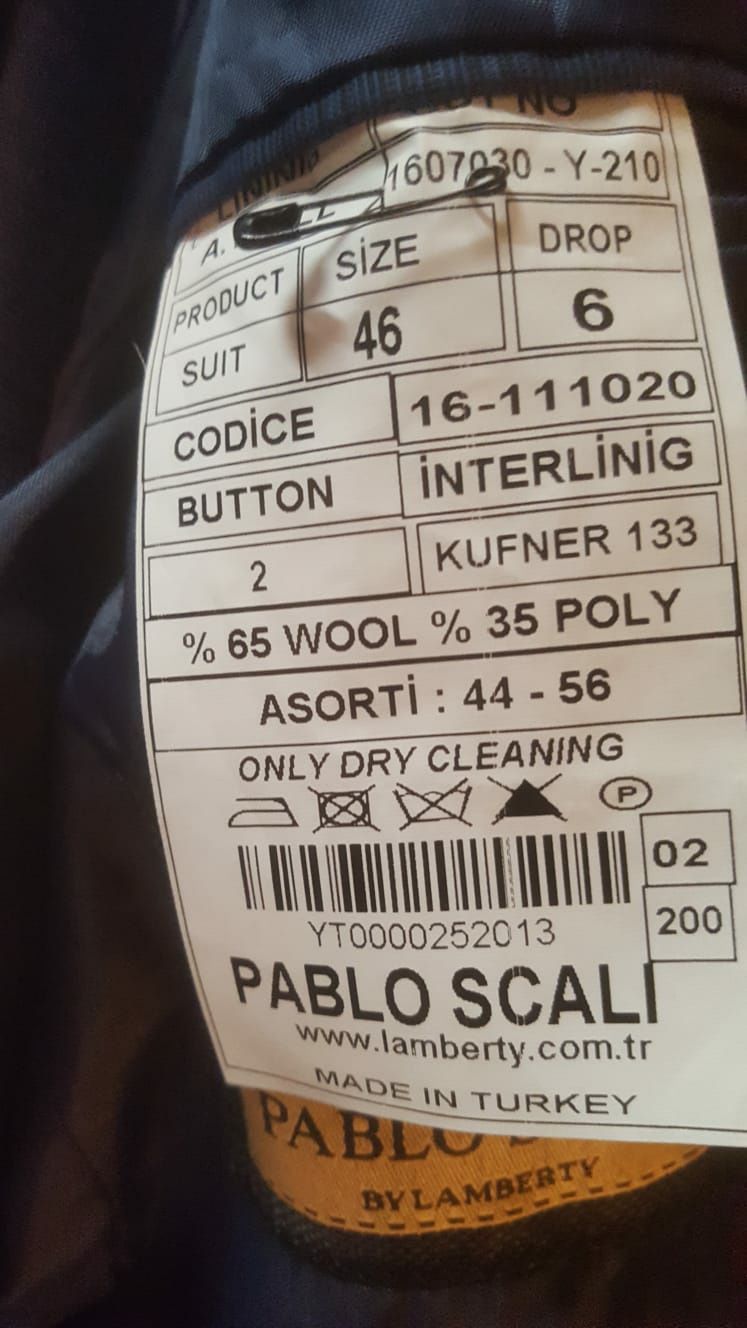 NO
LINING
1607030 - Y-210
A.
PRODUCT SİZE DROP
SUIT 46 6
CODİCE 16-111020
BUTTON İNTERLİNİG
2 KUFNER 133
% 65 WOOL % 35 POLY
ASORTİ : 44 - 56
ONLY DRY CLEANING
P
02
YT0000252013 200
PABLO SCALI
www.lamberty.com.tr
MADE IN TURKEY
PABLO
BY LAMBERTY